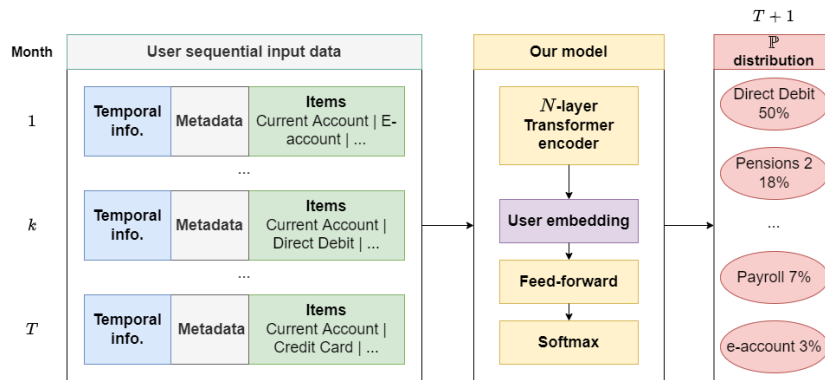 T + 1
Month
User sequential input data
Our model
ℙ
distribution
1
Temporal
info.
Metadata
Items
Current Account | E-
account | ...
...
k
Temporal
info.
Metadata
Items
Current Account |
Direct Debit | ...
...
T
Temporal
info.
Metadata
Items
Current Account |
Credit Card | ...
N-layer
Transformer
encoder
User embedding
Feed-forward
Softmax
Direct Debit
50%
Pensions 2
18%
...
Payroll 7%
e-account 3%